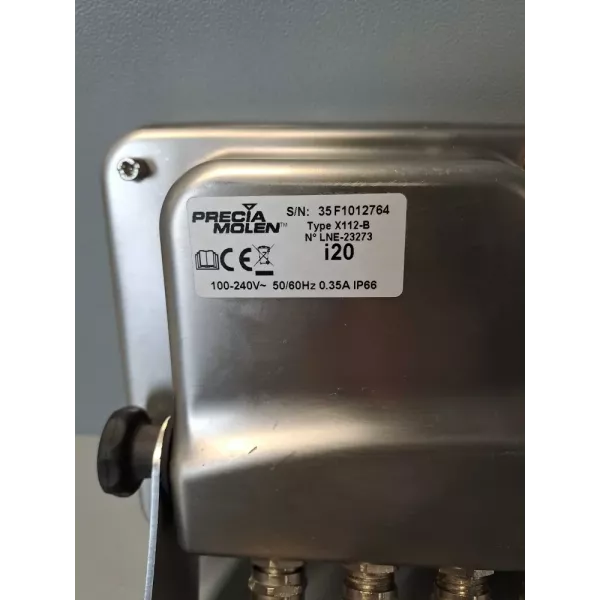 PRECIA MOLEN™
S/N: 35F1012764
Type X112-B
N° LNE-23273
CE
i20
100-240V~ 50/60Hz 0.35A IP66